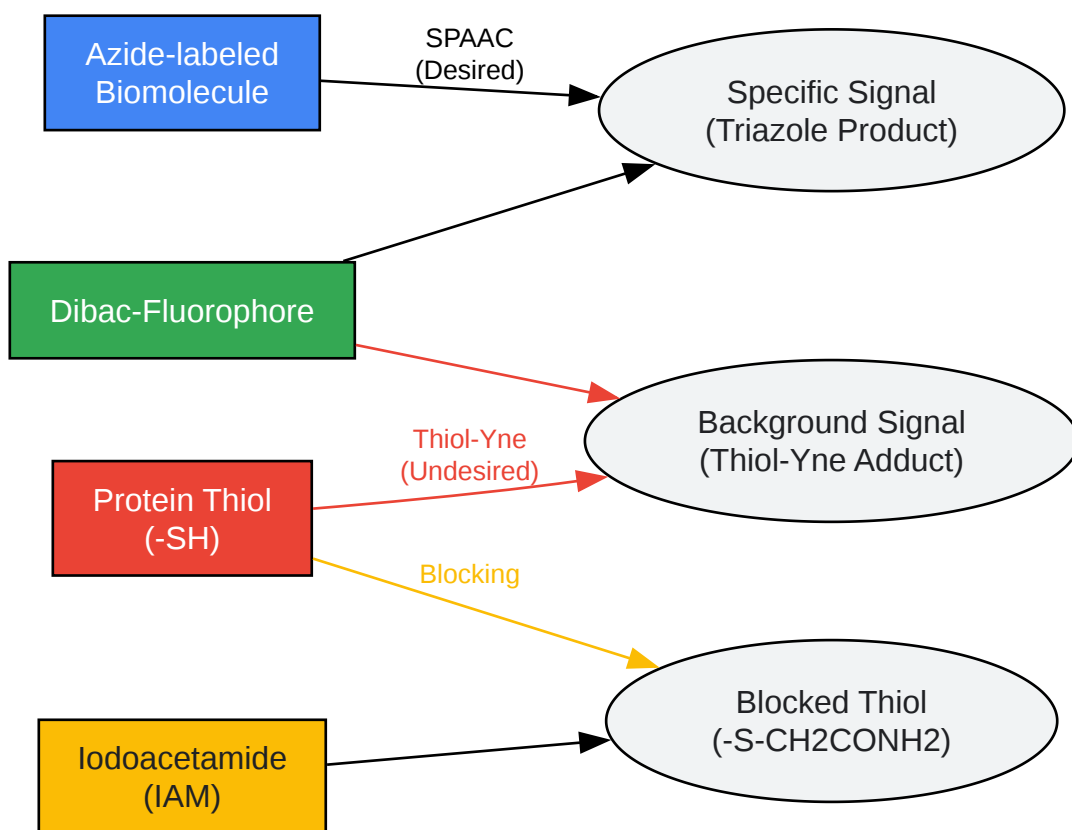 Azide-labeled
Biomolecule
SPAAC
(Desired)
Specific Signal
(Triazole Product)
Dibac-Fluorophore
Thiol-Yne
(Undesired)
Background Signal
(Thiol-Yne Adduct)
Protein Thiol
(-SH)
Blocking
Blocked Thiol
(-S-CH2CONH2)
Iodoacetamide
(IAM)